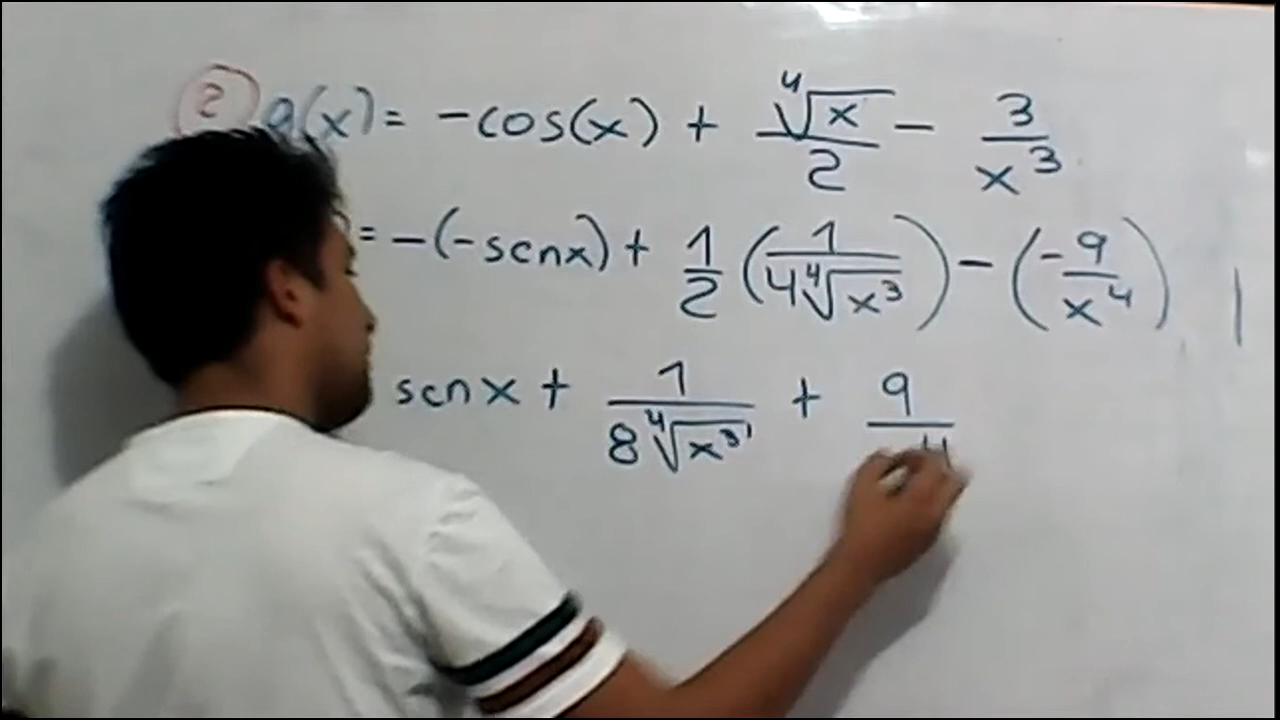 2 g(x) = -cos(x) + ⁴√x/2 - 3/x³
) = -(-senx) + 1/2 (1/(4⁴√x³)) - (-9/x⁴)
senx + 1/(8⁴√x³) + 9/